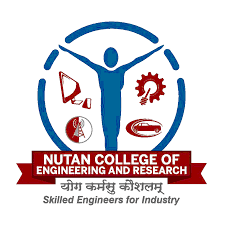 NUTAN COLLEGE OF
ENGINEERING AND RESEARCH
योग कर्मसु कौशलम्
Skilled Engineers for Industry